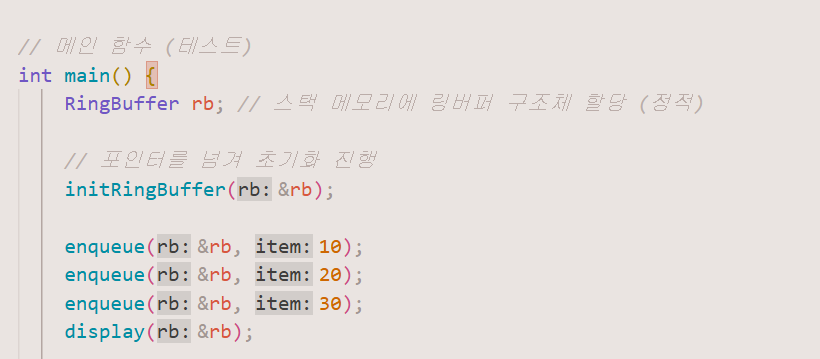 // 메인 함수 (테스트)
int main() {
RingBuffer rb; // 스택 메모리에 링버퍼 구조체 할당 (정적)
// 포인터를 넘겨 초기화 진행
initRingBuffer(rb: &rb);
enqueue(rb: &rb, item: 10);
enqueue(rb: &rb, item: 20);
enqueue(rb: &rb, item: 30);
display(rb: &rb);